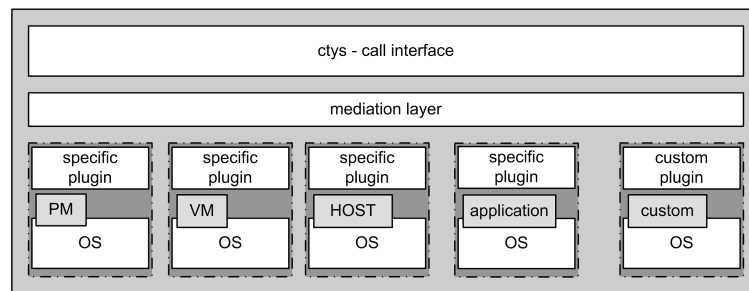 ctys - call interface
mediation layer
specific
plugin
PM
OS
specific
plugin
VM
OS
specific
plugin
HOST
OS
specific
plugin
application
OS
custom
plugin
custom
OS